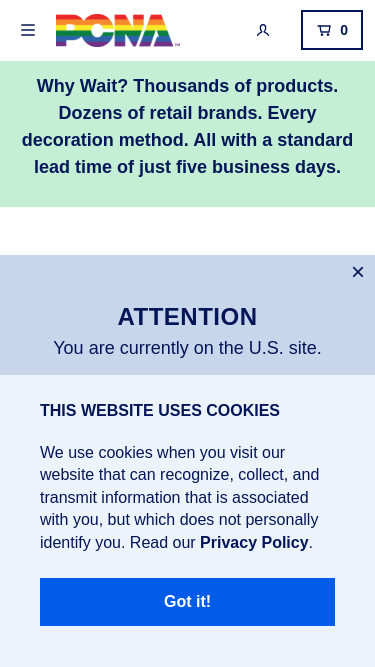 PCNA™
0
Why Wait? Thousands of products.
Dozens of retail brands. Every
decoration method. All with a standard
lead time of just five business days.
×
ATTENTION
You are currently on the U.S. site.
THIS WEBSITE USES COOKIES
We use cookies when you visit our
website that can recognize, collect, and
transmit information that is associated
with you, but which does not personally
identify you. Read our Privacy Policy.
Got it!